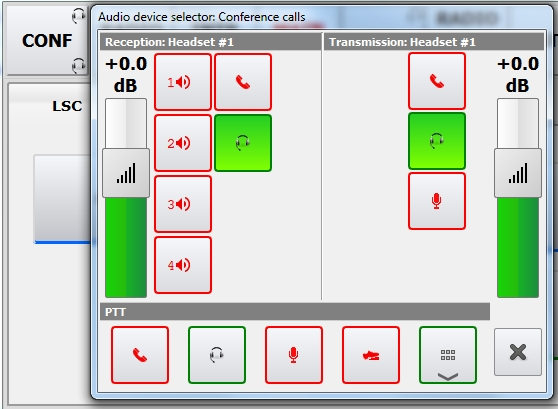 Audio device selector: Conference calls
RADIO
CONF
Reception: Headset #1
Transmission: Headset #1
+0.0
dB
+0.0
dB
LSC
1
2
3
4
PTT